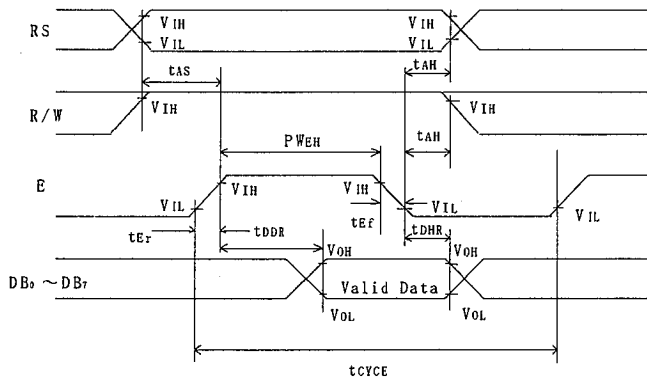 RS VIH VIL VIH VIL
tAS tAH
R/W VIH VIH
PWEH tAH
E VIL VIH VIH VIL VIL
tEr tDDR tEf tDHR
DB0 ~DB7 VOH VOL Valid Data VOH VOL
tCYCE